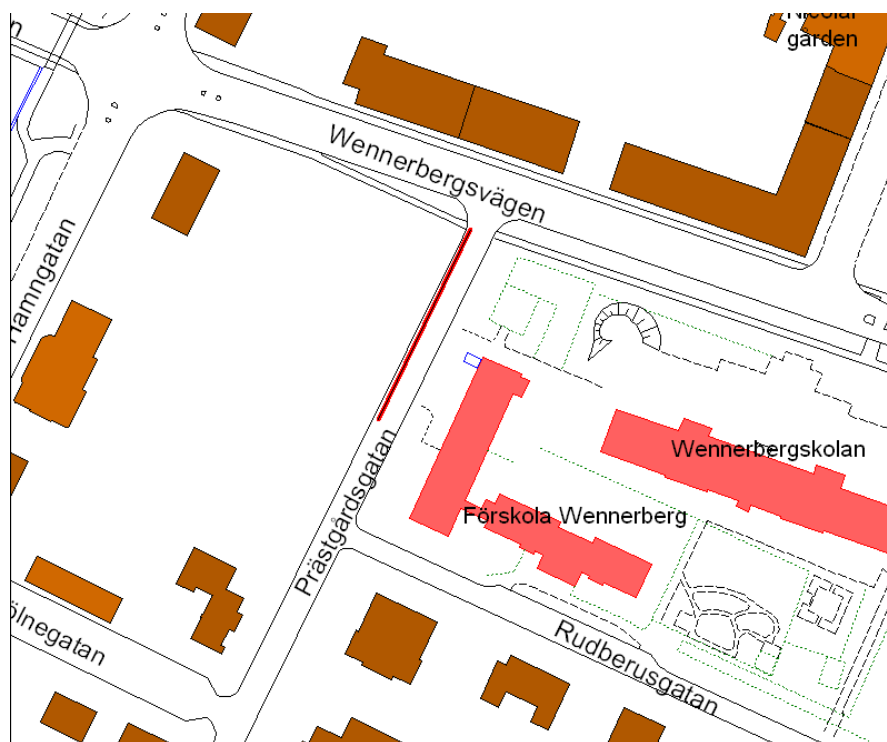 Nicolai
gården
Wennerbergsvägen
Hamngatan
Wennerbergskolan
Prästgårdsgatan
Förskola Wennerberg
Rudberusgatan
ölnegatan